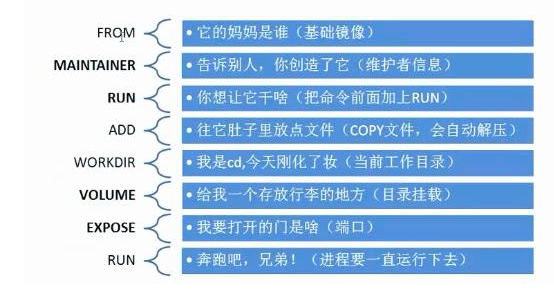 FROM
• 它的妈妈是谁（基础镜像）
MAINTAINER
• 告诉别人，你创造了它（维护者信息）
RUN
• 你想让它干啥（把命令前面加上RUN）
ADD
• 往它肚子里放点文件（COPY文件，会自动解压）
WORKDIR
• 我是cd,今天刚化了妆（当前工作目录）
VOLUME
• 给我一个存放行李的地方（目录挂载）
EXPOSE
• 我要打开的门是啥（端口）
RUN
• 奔跑吧，兄弟！（进程要一直运行下去）